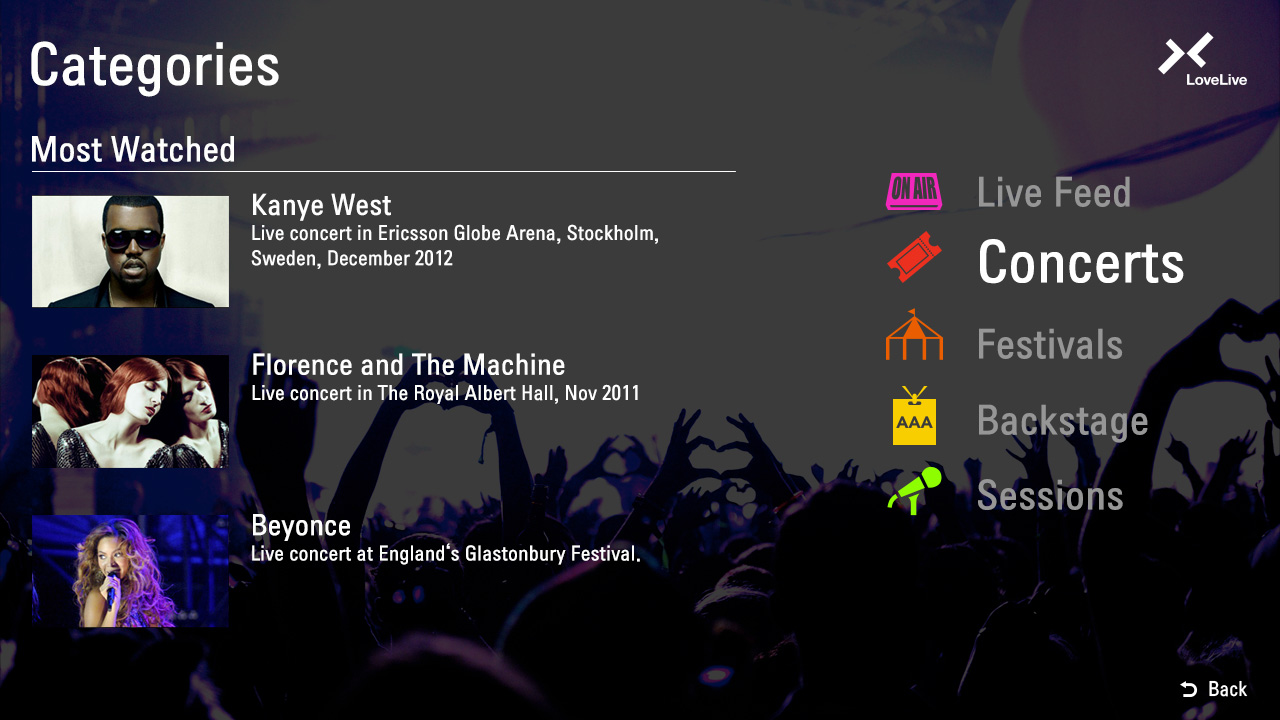 Categories
LoveLive
Most Watched
Kanye West
Live concert in Ericsson Globe Arena, Stockholm,
Sweden, December 2012
Florence and The Machine
Live concert in The Royal Albert Hall, Nov 2011
Beyonce
Live concert at England‘s Glastonbury Festival.
ON AIR
Live Feed
Concerts
Festivals
AAA
Backstage
Sessions
Back